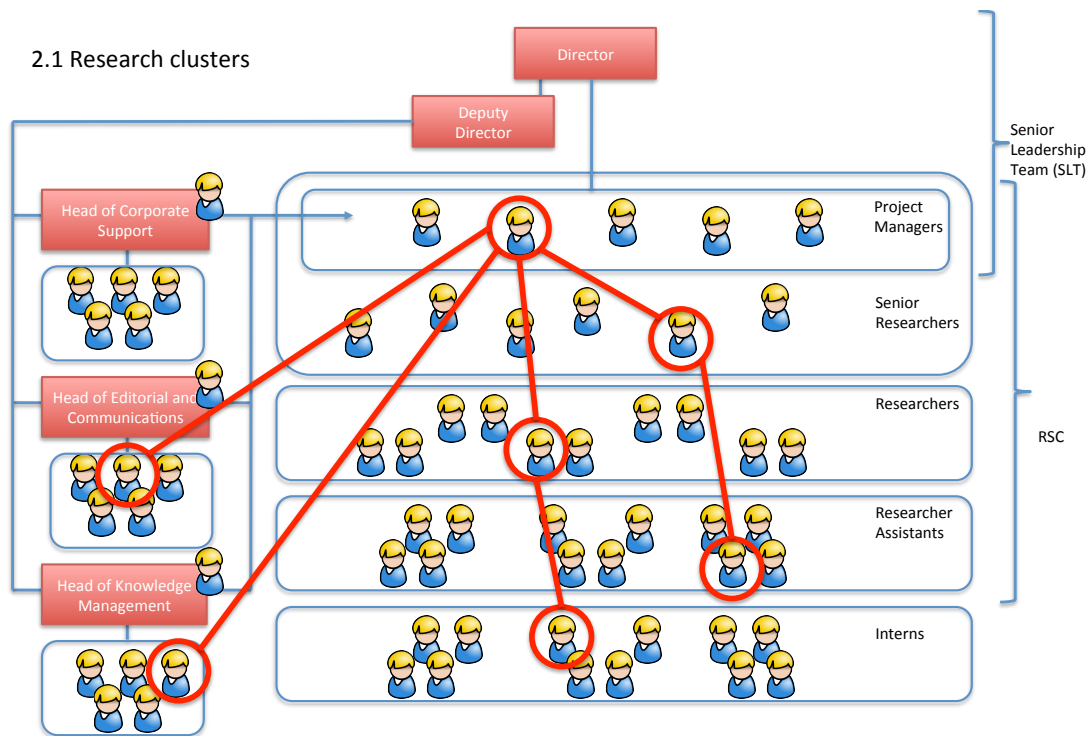 2.1 Research clusters
Director
Deputy
Director
Senior
Leadership
Team (SLT)
Head of Corporate
Support
Project
Managers
Senior
Researchers
Head of Editorial and
Communications
Researchers
RSC
Researcher
Assistants
Head of Knowledge
Management
Interns